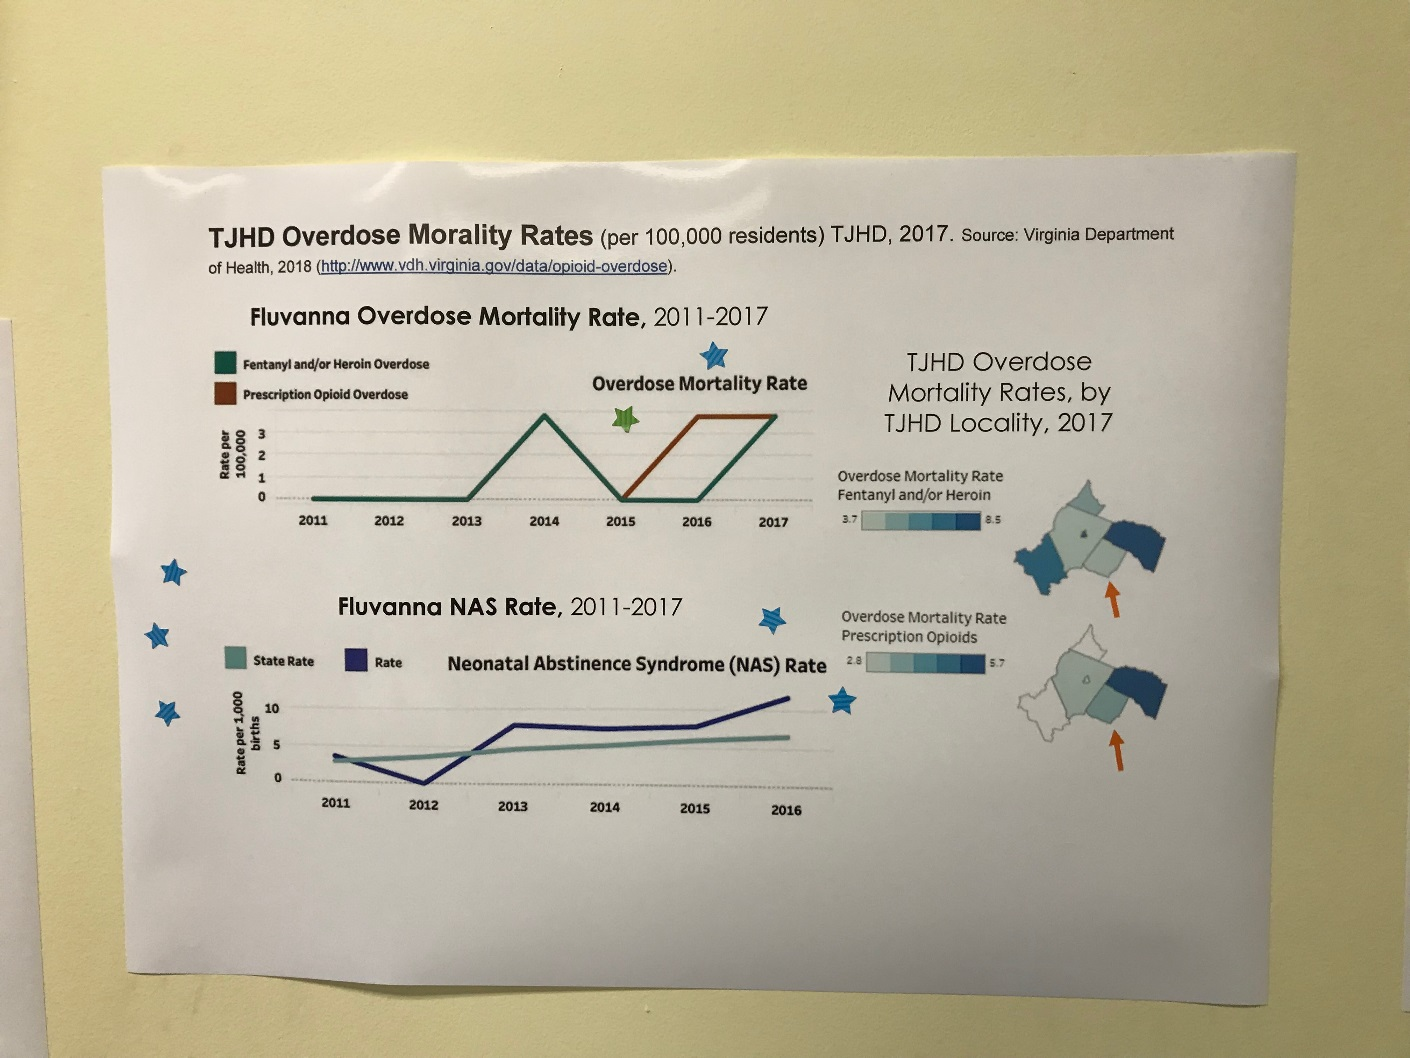 TJHD Overdose Morality Rates (per 100,000 residents) TJHD, 2017. Source: Virginia Department
of Health, 2018 (http://www.vdh.virginia.gov/data/opioid-overdose).
Fluvanna Overdose Mortality Rate, 2011-2017
Fentanyl and/or Heroin Overdose
Prescription Opioid Overdose
Overdose Mortality Rate
Rate per
100,000
3
2
1
0
2011 2012 2013 2014 2015 2016 2017
TJHD Overdose
Mortality Rates, by
TJHD Locality, 2017
Overdose Mortality Rate
Fentanyl and/or Heroin
3.7 8.5
Fluvanna NAS Rate, 2011-2017
State Rate Rate
Neonatal Abstinence Syndrome (NAS) Rate
Rate per 1,000
births
10
5
0
2011 2012 2013 2014 2015 2016
Overdose Mortality Rate
Prescription Opioids
2.8 5.7